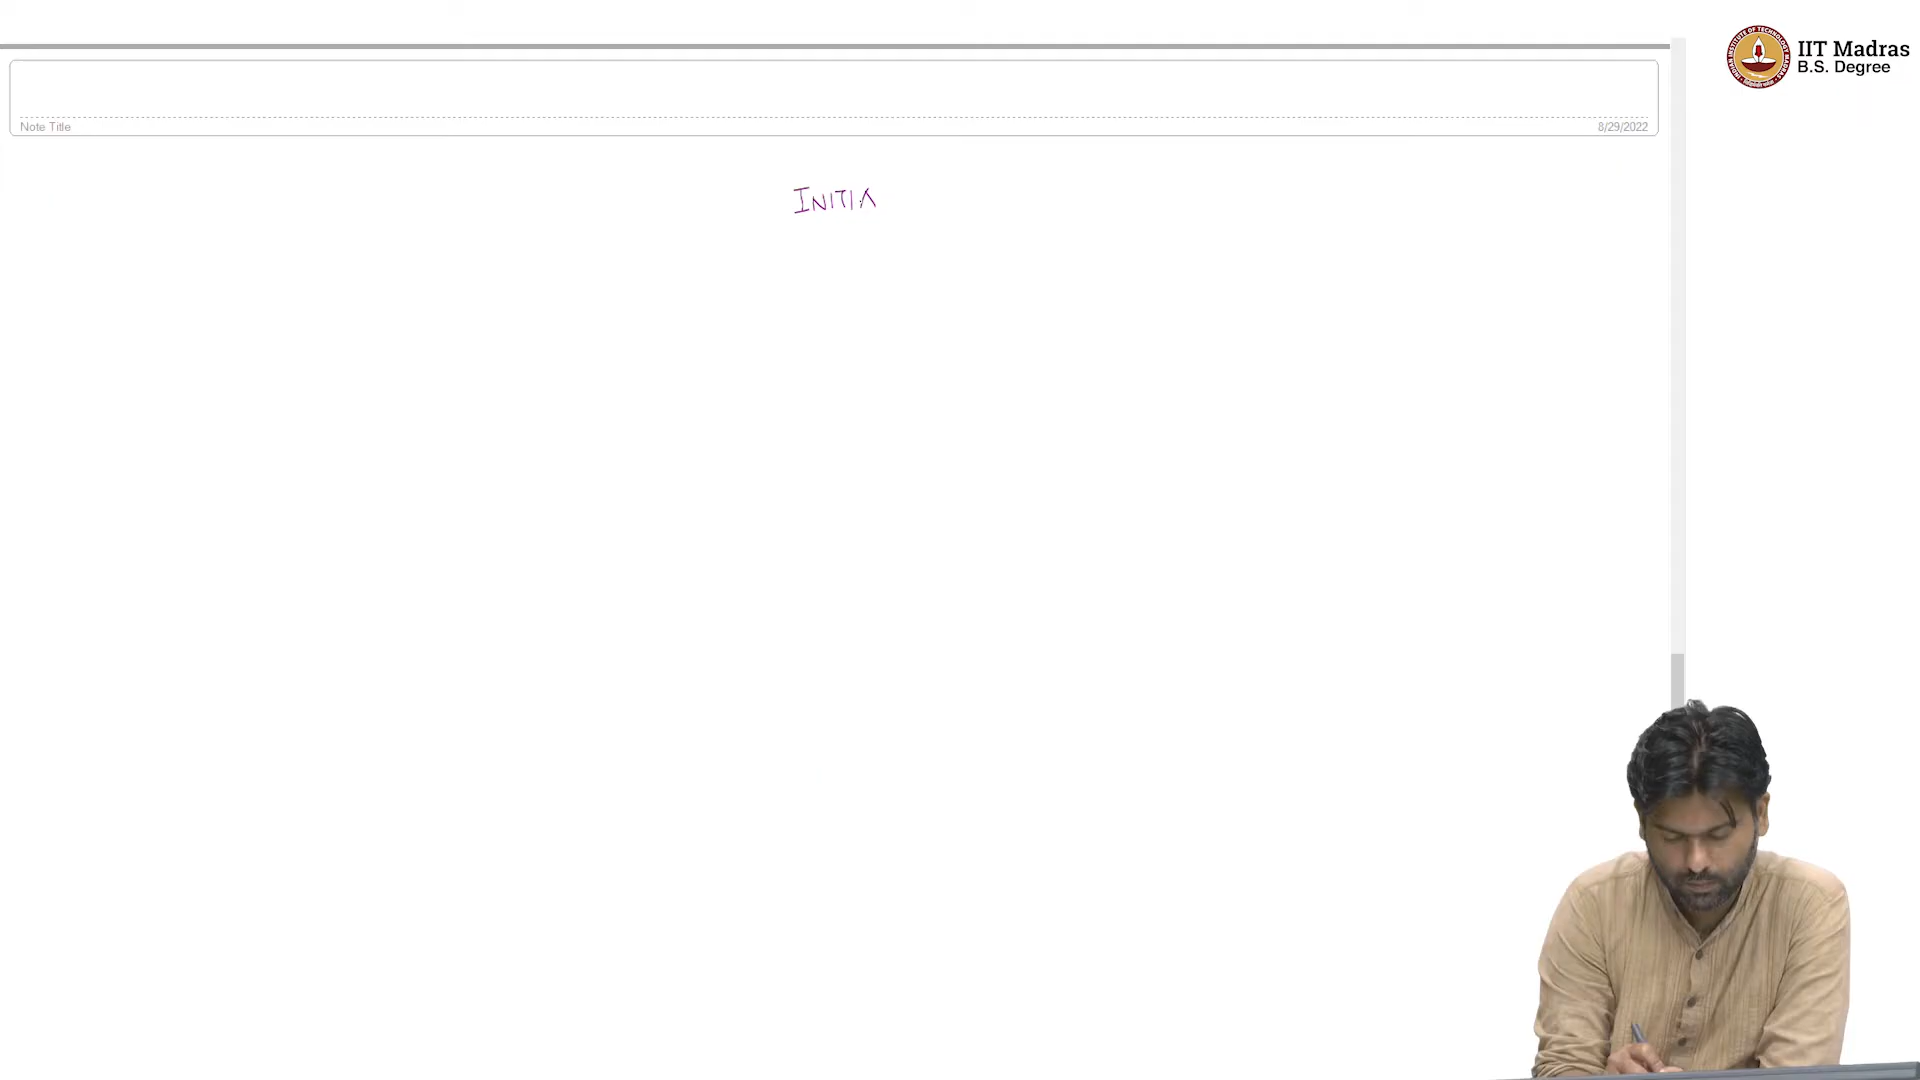 IIT Madras
B.S. Degree
Note Title
8/29/2022
INITIA